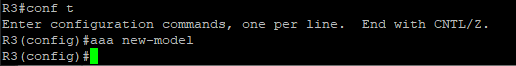 R3#conf t
Enter configuration commands, one per line.  End with CNTL/Z.
R3(config)#aaa new-model
R3(config)#